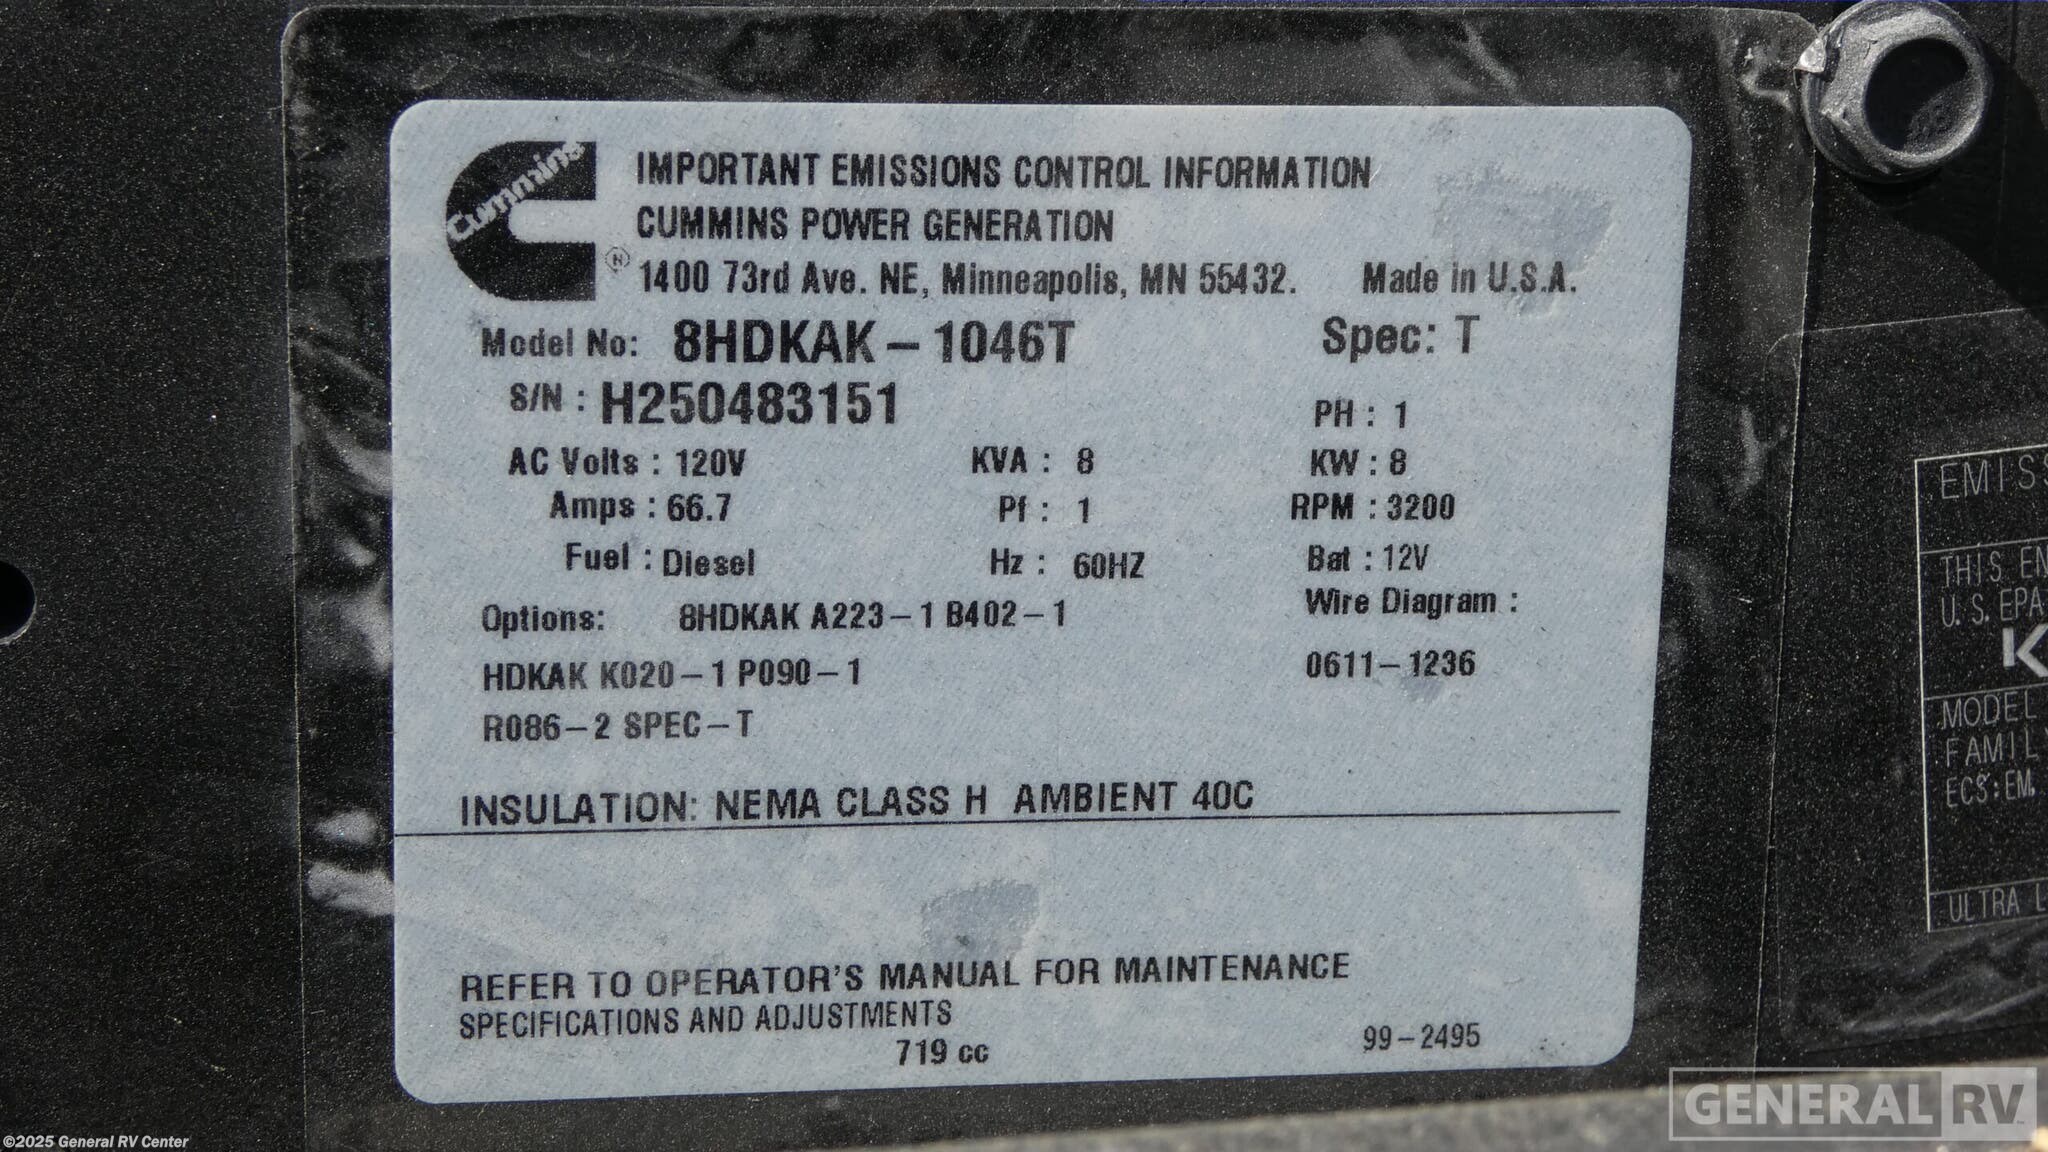 Cummins
IMPORTANT EMISSIONS CONTROL INFORMATION
CUMMINS POWER GENERATION
1400 73rd Ave. NE, Minneapolis, MN 55432. Made in U.S.A.
Model No: 8HDKAK-1046T Spec: T
S/N: H250483151 PH: 1
AC Volts: 120V KVA: 8 KW: 8
Amps: 66.7 Pf: 1 RPM: 3200
Fuel: Diesel Hz: 60HZ Bat: 12V
Options: 8HDKAK A223-1 B402-1 Wire Diagram:
HDKAK K020-1 P090-1 0611-1236
R086-2 SPEC-T
INSULATION: NEMA CLASS H AMBIENT 40C
REFER TO OPERATOR'S MANUAL FOR MAINTENANCE
SPECIFICATIONS AND ADJUSTMENTS
719 cc 99-2495
EMISS
THIS EN
U.S. EPA
K
MODEL
FAMILY
ECS:EM,
ULTRA L
GENERAL RV
©2025 General RV Center